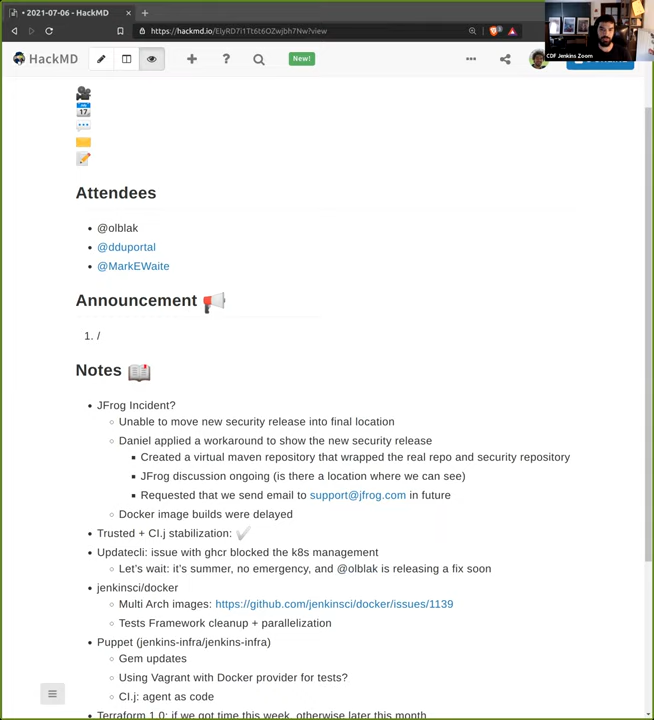 • 2021-07-06 - HackMD
https://hackmd.io/ElyRD7i1Tt6t6OZwjbh7Nw?view
CDF Jenkins Zoom
HackMD
New!
Attendees
@olblak
@dduportal
@MarkEWaite
Announcement
1. /
Notes
JFrog Incident?
Unable to move new security release into final location
Daniel applied a workaround to show the new security release
Created a virtual maven repository that wrapped the real repo and security repository
JFrog discussion ongoing (is there a location where we can see)
Requested that we send email to support@jfrog.com in future
Docker image builds were delayed
Trusted + CI.j stabilization:
Updatecli: issue with ghcr blocked the k8s management
Let’s wait: it’s summer, no emergency, and @olblak is releasing a fix soon
jenkinsci/docker
Multi Arch images: https://github.com/jenkinsci/docker/issues/1139
Tests Framework cleanup + parallelization
Puppet (jenkins-infra/jenkins-infra)
Gem updates
Using Vagrant with Docker provider for tests?
CI.j: agent as code
Terraform 1.0: if we got time this week, otherwise later this month